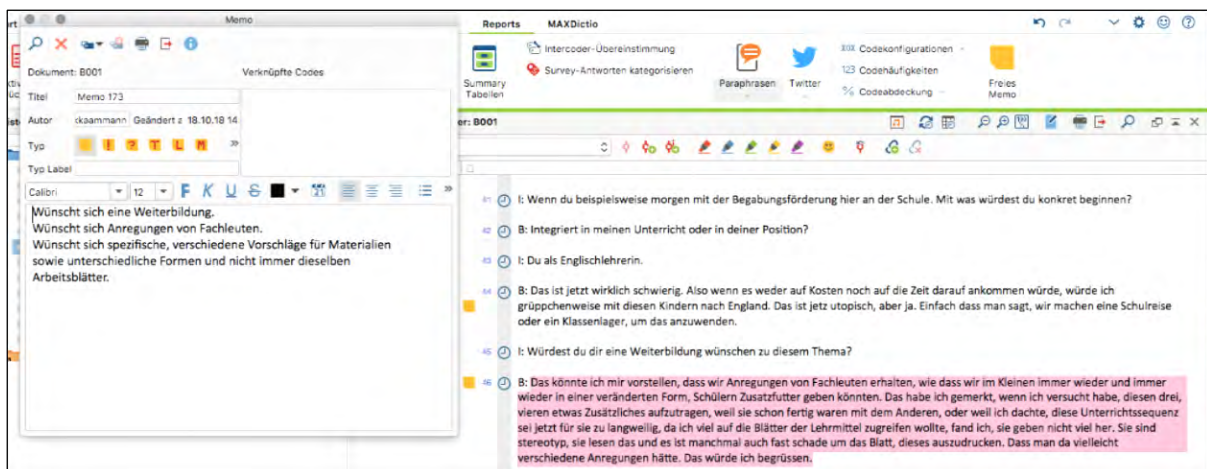 Memo
Dokument: B001
Verknüpfte Codes
Titel
Memo 173
Autor
ckaammann
Geändert a
18.10.18 14
Typ
! ? T L M
»
Typ Label
Calibri
12
F K U S
»
Wünscht sich eine Weiterbildung.
Wünscht sich Anregungen von Fachleuten.
Wünscht sich spezifische, verschiedene Vorschläge für Materialien
sowie unterschiedliche Formen und nicht immer dieselben
Arbeitsblätter.
Reports
MAXDictio
Summary
Tabellen
Intercoder-Übereinstimmung
Survey-Antworten kategorisieren
Paraphrasen
Twitter
Codekonfigurationen
123 Codehäufigkeiten
% Codeabdeckung
Freies
Memo
er: B001
41 I: Wenn du beispielsweise morgen mit der Begabungsförderung hier an der Schule. Mit was würdest du konkret beginnen?
42 B: Integriert in meinen Unterricht oder in deiner Position?
43 I: Du als Englischlehrerin.
44 B: Das ist jetzt wirklich schwierig. Also wenn es weder auf Kosten noch auf die Zeit darauf ankommen würde, würde ich
grüppchenweise mit diesen Kindern nach England. Das ist jetz utopisch, aber ja. Einfach dass man sagt, wir machen eine Schulreise
oder ein Klassenlager, um das anzuwenden.
45 I: Würdest du dir eine Weiterbildung wünschen zu diesem Thema?
46 B: Das könnte ich mir vorstellen, dass wir Anregungen von Fachleuten erhalten, wie dass wir im Kleinen immer wieder und immer
wieder in einer veränderten Form, Schülern Zusatzfutter geben könnten. Das habe ich gemerkt, wenn ich versucht habe, diesen drei,
vieren etwas Zusätzliches aufzutragen, weil sie schon fertig waren mit dem Anderen, oder weil ich dachte, diese Unterrichtssequenz
sei jetzt für sie zu langweilig, da ich viel auf die Blätter der Lehrmittel zugreifen wollte, fand ich, sie geben nicht viel her. Sie sind
stereotyp, sie lesen das und es ist manchmal auch fast schade um das Blatt, dieses auszudrucken. Dass man da vielleicht
verschiedene Anregungen hätte. Das würde ich begrüssen.